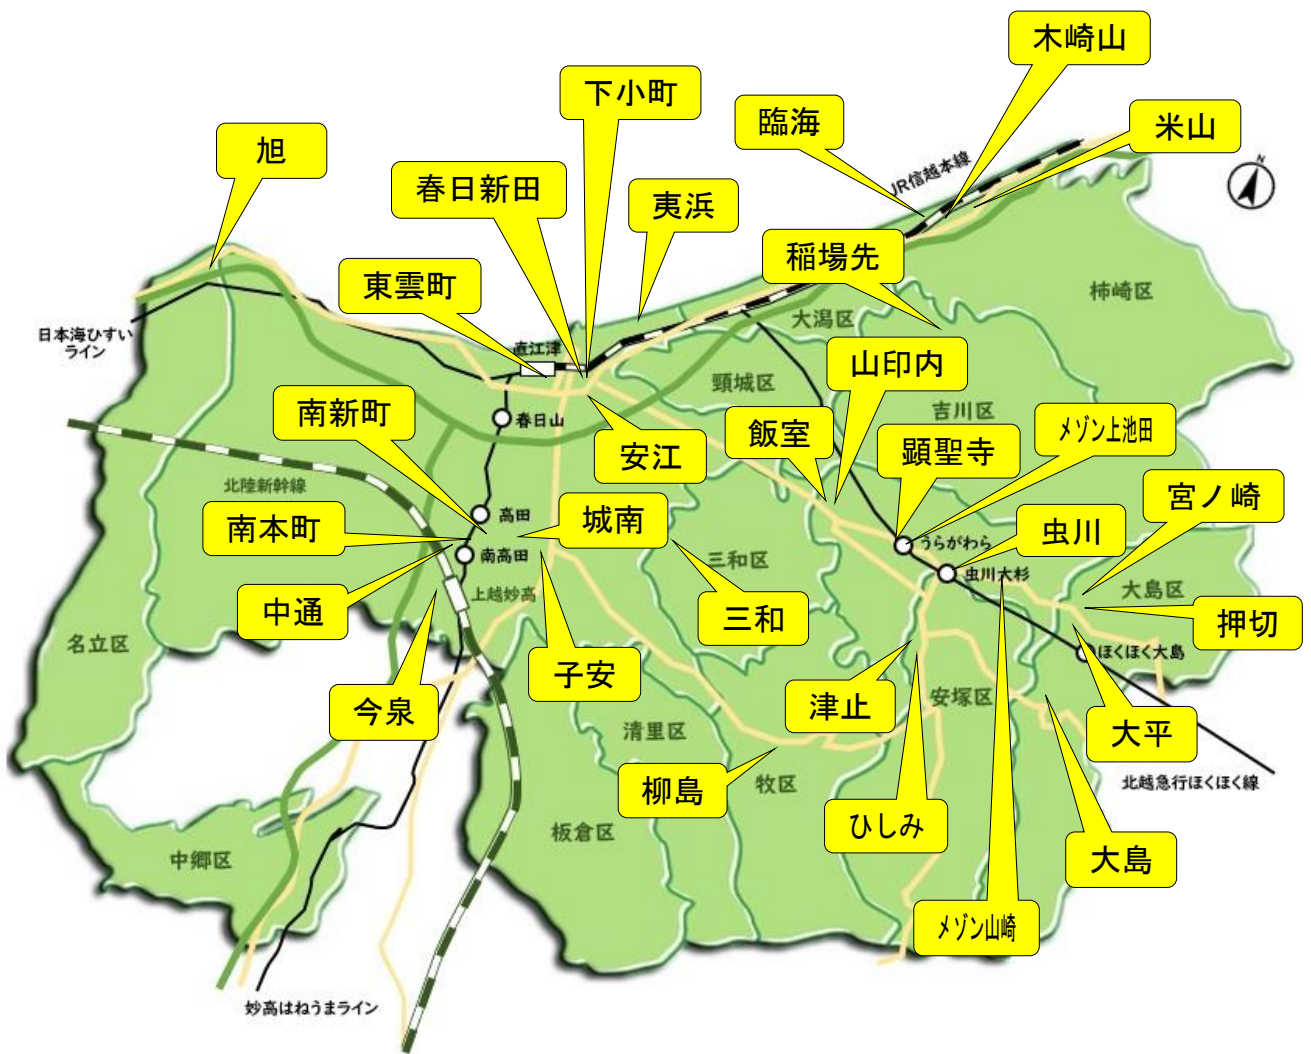 木崎山
下小町
臨海
米山
旭
春日新田
夷浜
JR信越本線
N
稲場先
東雲町
柿崎区
大潟区
日本海ひすい
ライン
直江津
山印内
頸城区
南新町
春日山
安江
飯室
吉川区
顕聖寺
メゾン上池田
北陸新幹線
宮ノ崎
南本町
高田
城南
うらがわら
虫川
南高田
三和区
虫川大杉
大島区
上越妙高
中通
三和
押切
名立区
子安
ほくほく大島
今泉
津止
安塚区
大平
清里区
柳島
牧区
北越急行ほくほく線
ひしみ
板倉区
大島
中郷区
メゾン山崎
妙高はねうまライン